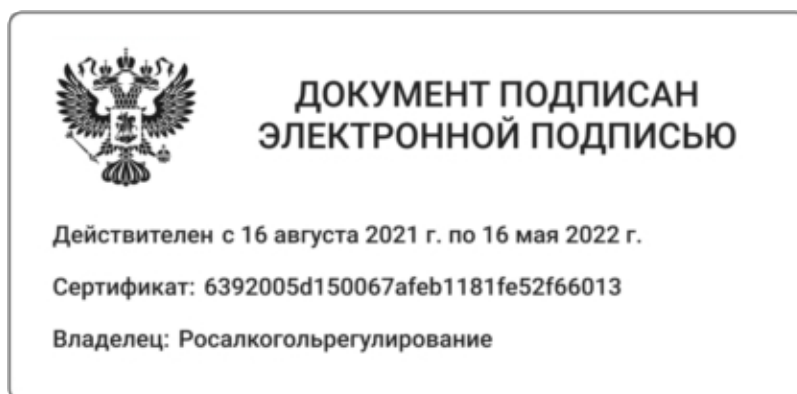 ДОКУМЕНТ ПОДПИСАН
ЭЛЕКТРОННОЙ ПОДПИСЬЮ
Действителен с 16 августа 2021 г. по 16 мая 2022 г.
Сертификат: 6392005d150067afeb1181fe52f66013
Владелец: Росалкогольрегулирование